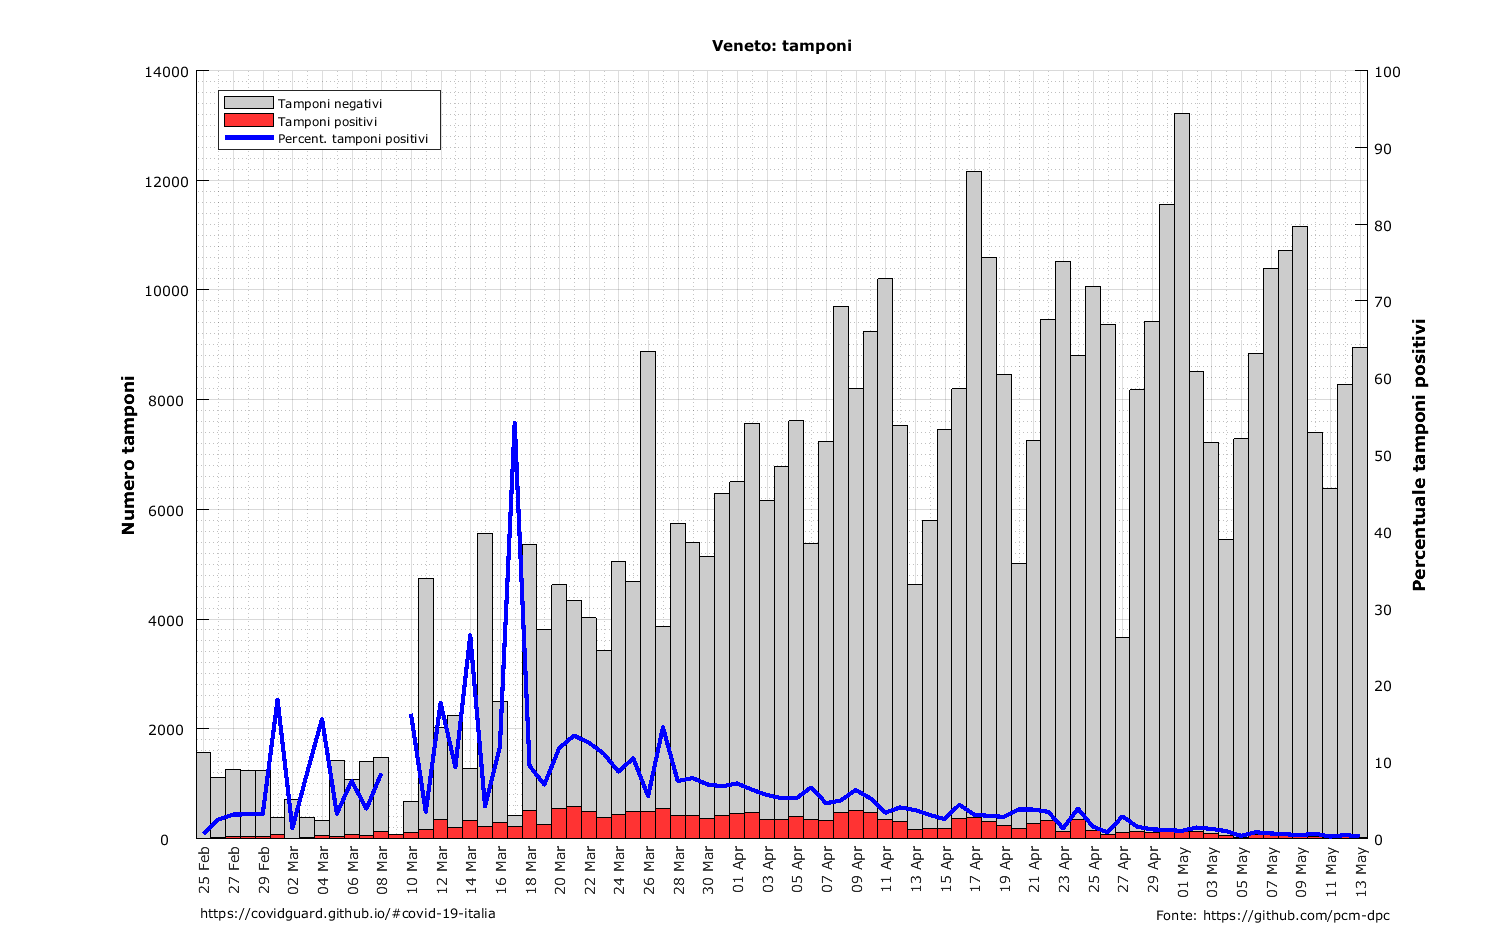 Veneto: tamponi
14000
12000
10000
8000
6000
4000
2000
0
Numero tamponi
Tamponi negativi
Tamponi positivi
Percent. tamponi positivi
100
90
80
70
60
50
40
30
20
10
0
Percentuale tamponi positivi
25 Feb
27 Feb
29 Feb
02 Mar
04 Mar
06 Mar
08 Mar
10 Mar
12 Mar
14 Mar
16 Mar
18 Mar
20 Mar
22 Mar
24 Mar
26 Mar
28 Mar
30 Mar
01 Apr
03 Apr
05 Apr
07 Apr
09 Apr
11 Apr
13 Apr
15 Apr
17 Apr
19 Apr
21 Apr
23 Apr
25 Apr
27 Apr
29 Apr
01 May
03 May
05 May
07 May
09 May
11 May
13 May
https://covidguard.github.io/#covid-19-italia
Fonte: https://github.com/pcm-dpc